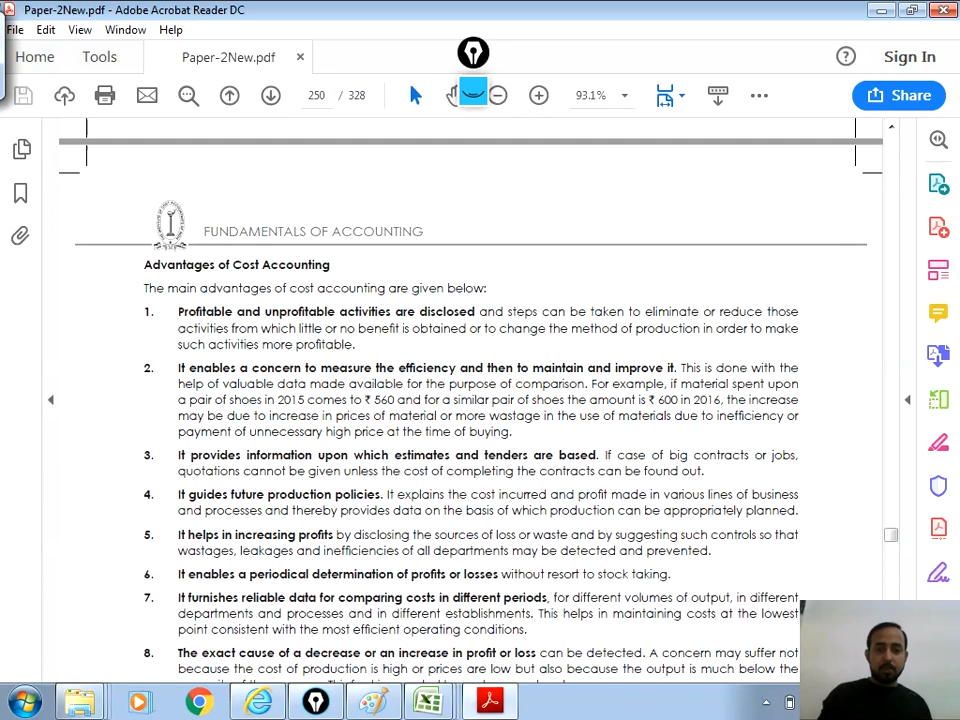 Paper-2New.pdf - Adobe Acrobat Reader DC
File Edit View Window Help
Home Tools Paper-2New.pdf × Sign In
250 / 328 93.1% Share
FUNDAMENTALS OF ACCOUNTING
Advantages of Cost Accounting
The main advantages of cost accounting are given below:
1. Profitable and unprofitable activities are disclosed and steps can be taken to eliminate or reduce those
activities from which little or no benefit is obtained or to change the method of production in order to make
such activities more profitable.
2. It enables a concern to measure the efficiency and then to maintain and improve it. This is done with the
help of valuable data made available for the purpose of comparison. For example, if material spent upon
a pair of shoes in 2015 comes to ₹ 560 and for a similar pair of shoes the amount is ₹ 600 in 2016, the increase
may be due to increase in prices of material or more wastage in the use of materials due to inefficiency or
payment of unnecessary high price at the time of buying.
3. It provides information upon which estimates and tenders are based. If case of big contracts or jobs,
quotations cannot be given unless the cost of completing the contracts can be found out.
4. It guides future production policies. It explains the cost incurred and profit made in various lines of business
and processes and thereby provides data on the basis of which production can be appropriately planned.
5. It helps in increasing profits by disclosing the sources of loss or waste and by suggesting such controls so that
wastages, leakages and inefficiencies of all departments may be detected and prevented.
6. It enables a periodical determination of profits or losses without resort to stock taking.
7. It furnishes reliable data for comparing costs in different periods, for different volumes of output, in different
departments and processes and in different establishments. This helps in maintaining costs at the lowest
point consistent with the most efficient operating conditions.
8. The exact cause of a decrease or an increase in profit or loss can be detected. A concern may suffer not
because the cost of production is high or prices are low but also because the output is much below the